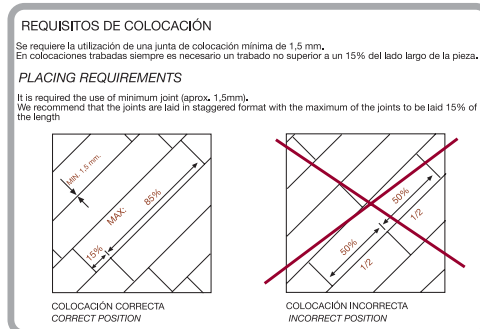 REQUISITOS DE COLOCACIÓN
Se requiere la utilización de una junta de colocación mínima de 1,5 mm.
En colocaciones trabadas siempre es necesario un trabado no superior a un 15% del lado largo de la pieza.
PLACING REQUIREMENTS
It is required the use of minimum joint (aprox. 1,5mm).
We recommend that the joints are laid in staggered format with the maximum of the joints to be laid 15% of
the length
MIN. 1,5 mm.
MAX:
85%
15%
50%
1/2
50%
1/2
COLOCACIÓN CORRECTA
CORRECT POSITION
COLOCACIÓN INCORRECTA
INCORRECT POSITION